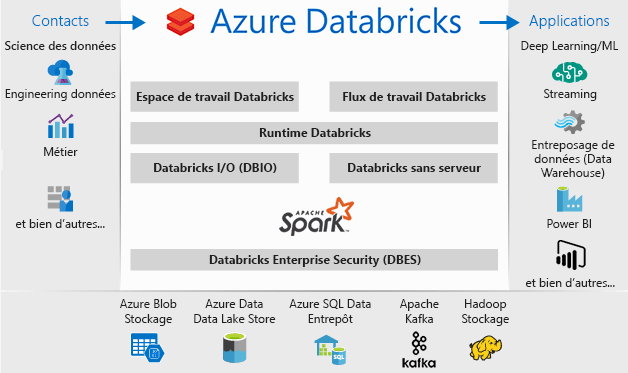 Contacts
Azure Databricks
Applications
Science des données
Engineering données
Métier
et bien d'autres...
Espace de travail Databricks
Flux de travail Databricks
Runtime Databricks
Databricks I/O (DBIO)
Databricks sans serveur
APACHE
Spark™
Databricks Enterprise Security (DBES)
Deep Learning/ML
Streaming
Entreposage de
données (Data
Warehouse)
Power BI
et bien d'autres...
Azure Blob
Stockage
Azure Data
Data Lake Store
Azure SQL Data
Entrepôt
SQL
Apache
Kafka
kafka
Hadoop
Stockage